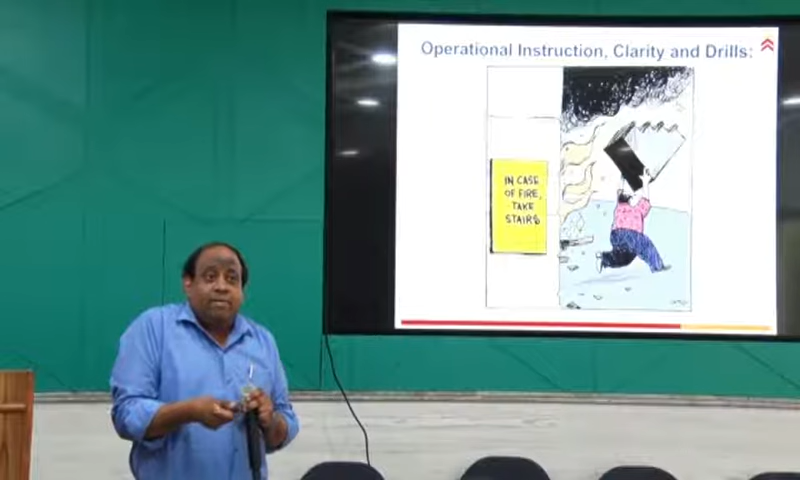 Operational Instruction, Clarity and Drills:
IN CASE
OF FIRE,
TAKE
STAIRS